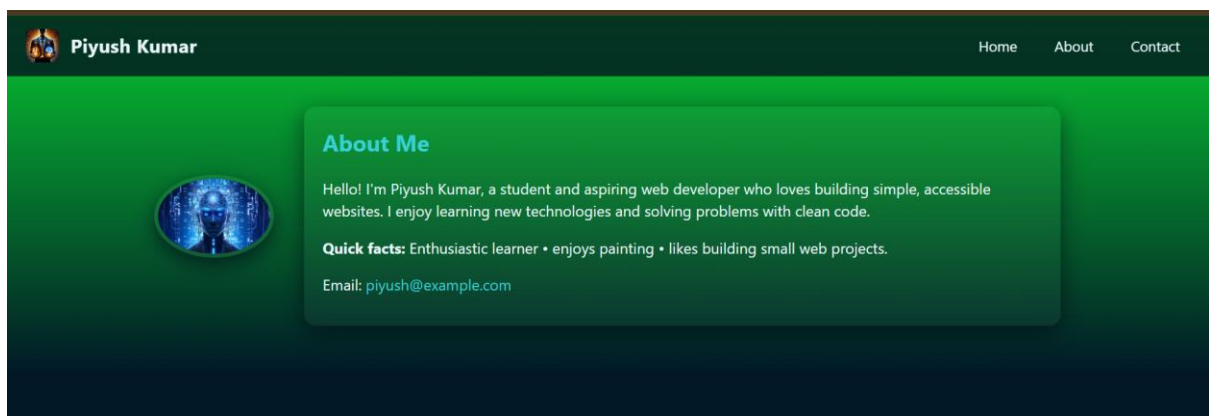 Piyush Kumar
Home
About
Contact
About Me
Hello! I'm Piyush Kumar, a student and aspiring web developer who loves building simple, accessible
websites. I enjoy learning new technologies and solving problems with clean code.
Quick facts: Enthusiastic learner • enjoys painting • likes building small web projects.
Email: piyush@example.com